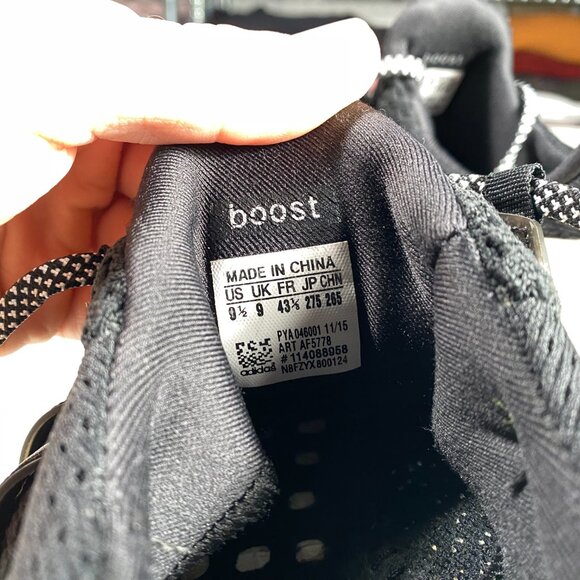 boost
MADE IN CHINA
US UK FR JP CHN
9½ 9 43⅓ 275 265
PYA 046001 11/15
ART AF5778
# 114088958
adidas N8FZYX800124